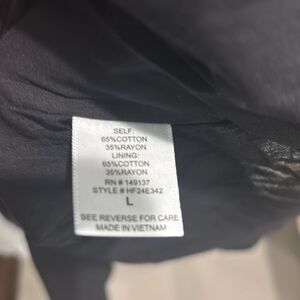 SELF:
65%COTTON
35%RAYON
LINING:
65%COTTON
35%RAYON
RN # 149137
STYLE # HF24E342
L
SEE REVERSE FOR CARE
MADE IN VIETNAM